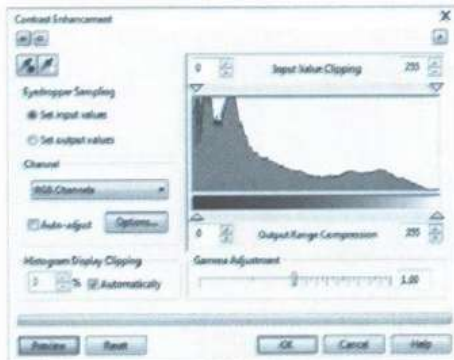 Contrast Enhancement
X
0 Input Value Clipping 255
Eyedropper Sampling
Set input values
Set output values
Channel
RGB Channels
Auto-adjust Options...
0 Output Range Compression 255
Histogram Display Clipping
3 % Automatically
Gamma Adjustment
1.00
Preview Reset OK Cancel Help